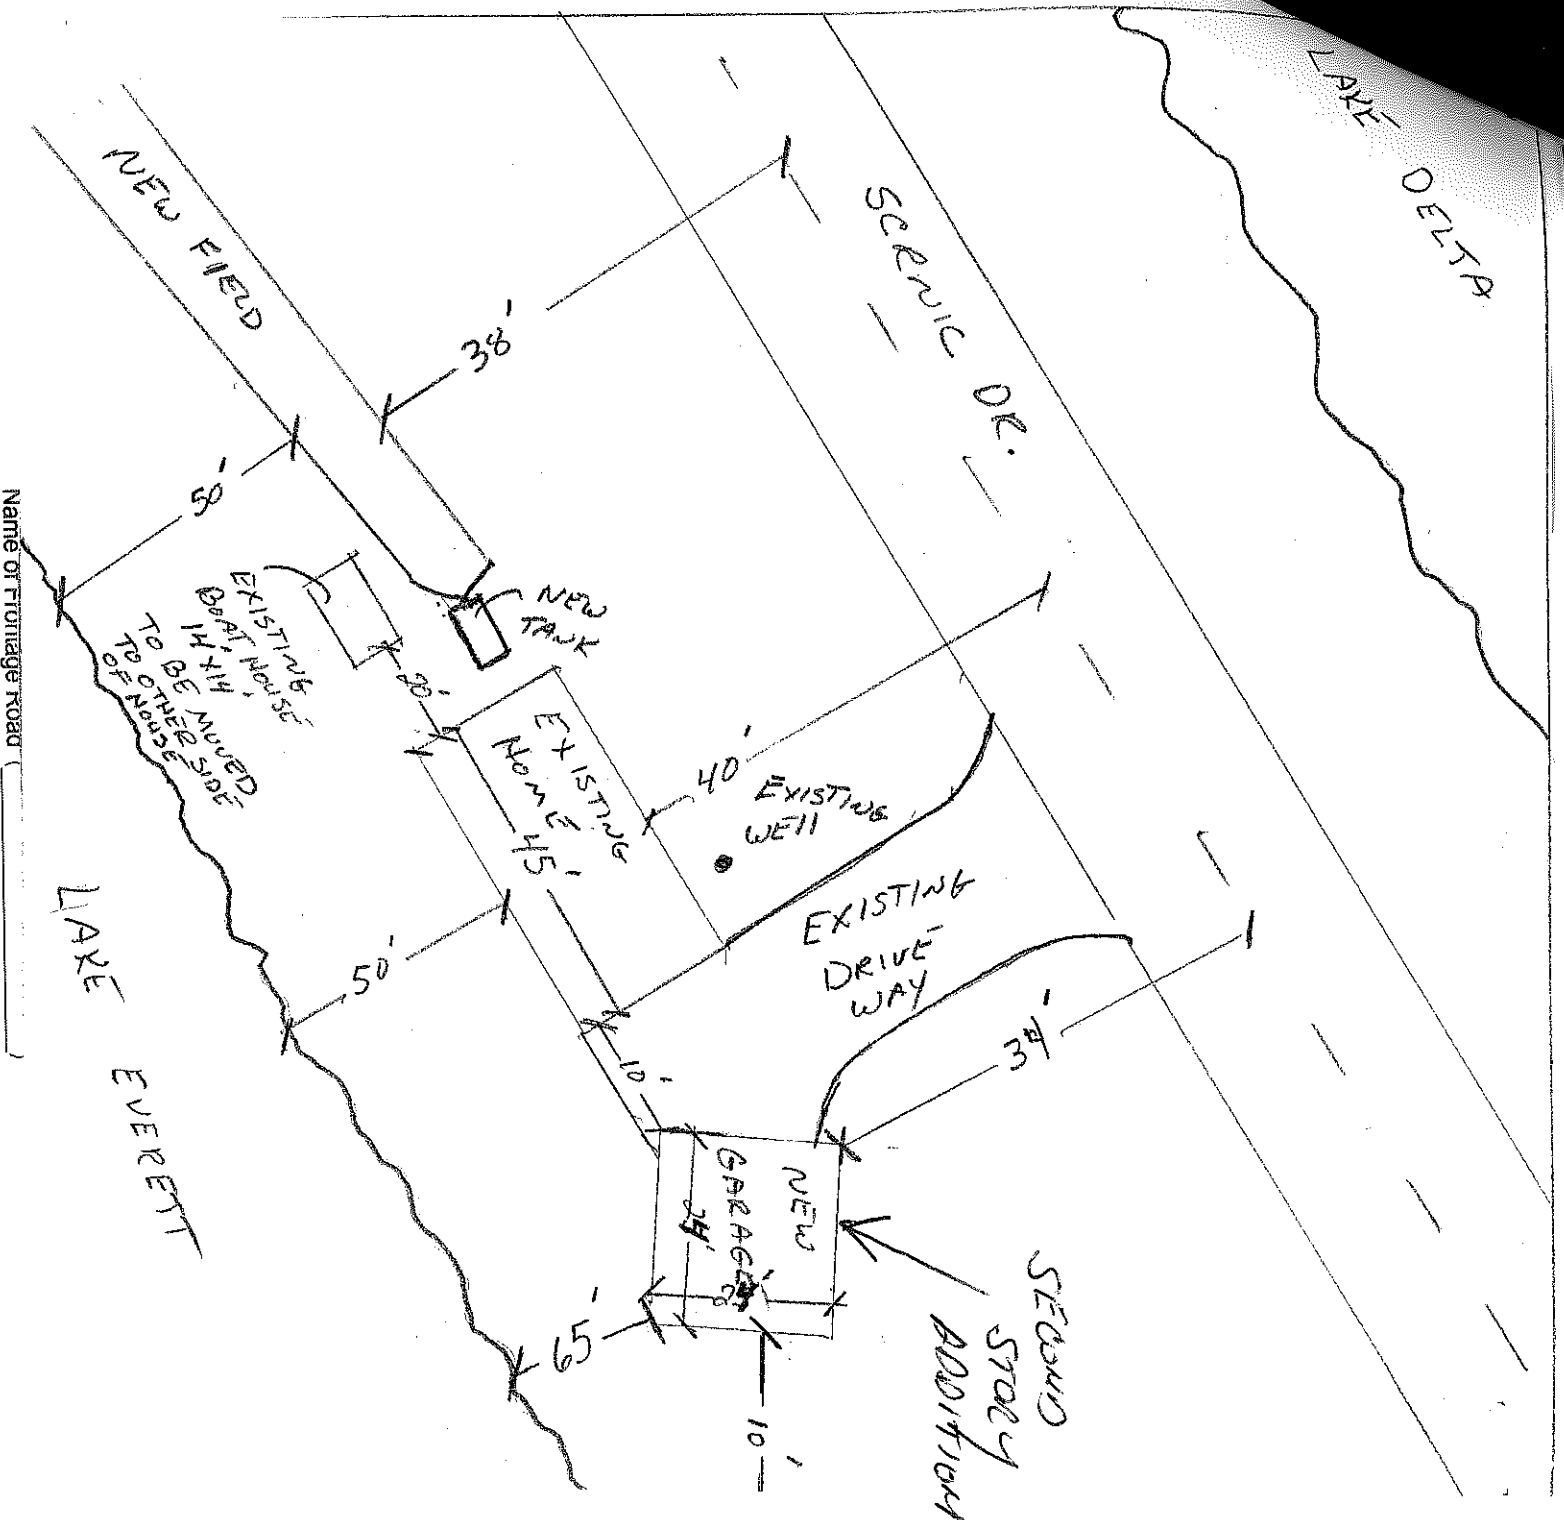 LAKE DELTA
SCENIC DR.
NEW FIELD
38'
50'
NEW
TANK
EXISTING
BOAT HOUSE
14'X14'
TO BE MOVED
TO OTHER SIDE
OF HOUSE
20'
EXISTING
HOME
45'
40'
EXISTING
WELL
EXISTING
DRIVE
WAY
34'
50'
10'
NEW
GARAGE
24'
65'
10'
SECOND
STORY
ADDITION
LAKE EVERETT
Name of Frontage Road ( )